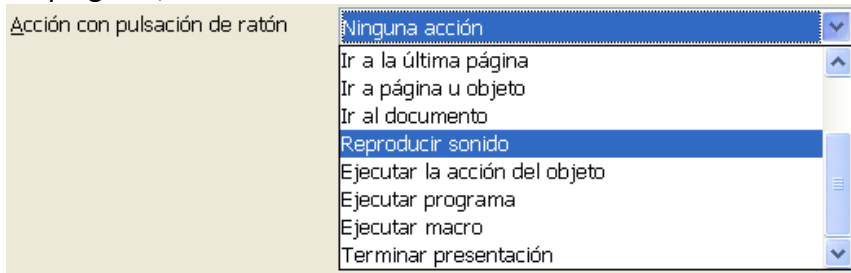 Acción con pulsación de ratón
Ninguna acción
Ir a la última página
Ir a página u objeto
Ir al documento
Reproducir sonido
Ejecutar la acción del objeto
Ejecutar programa
Ejecutar macro
Terminar presentación